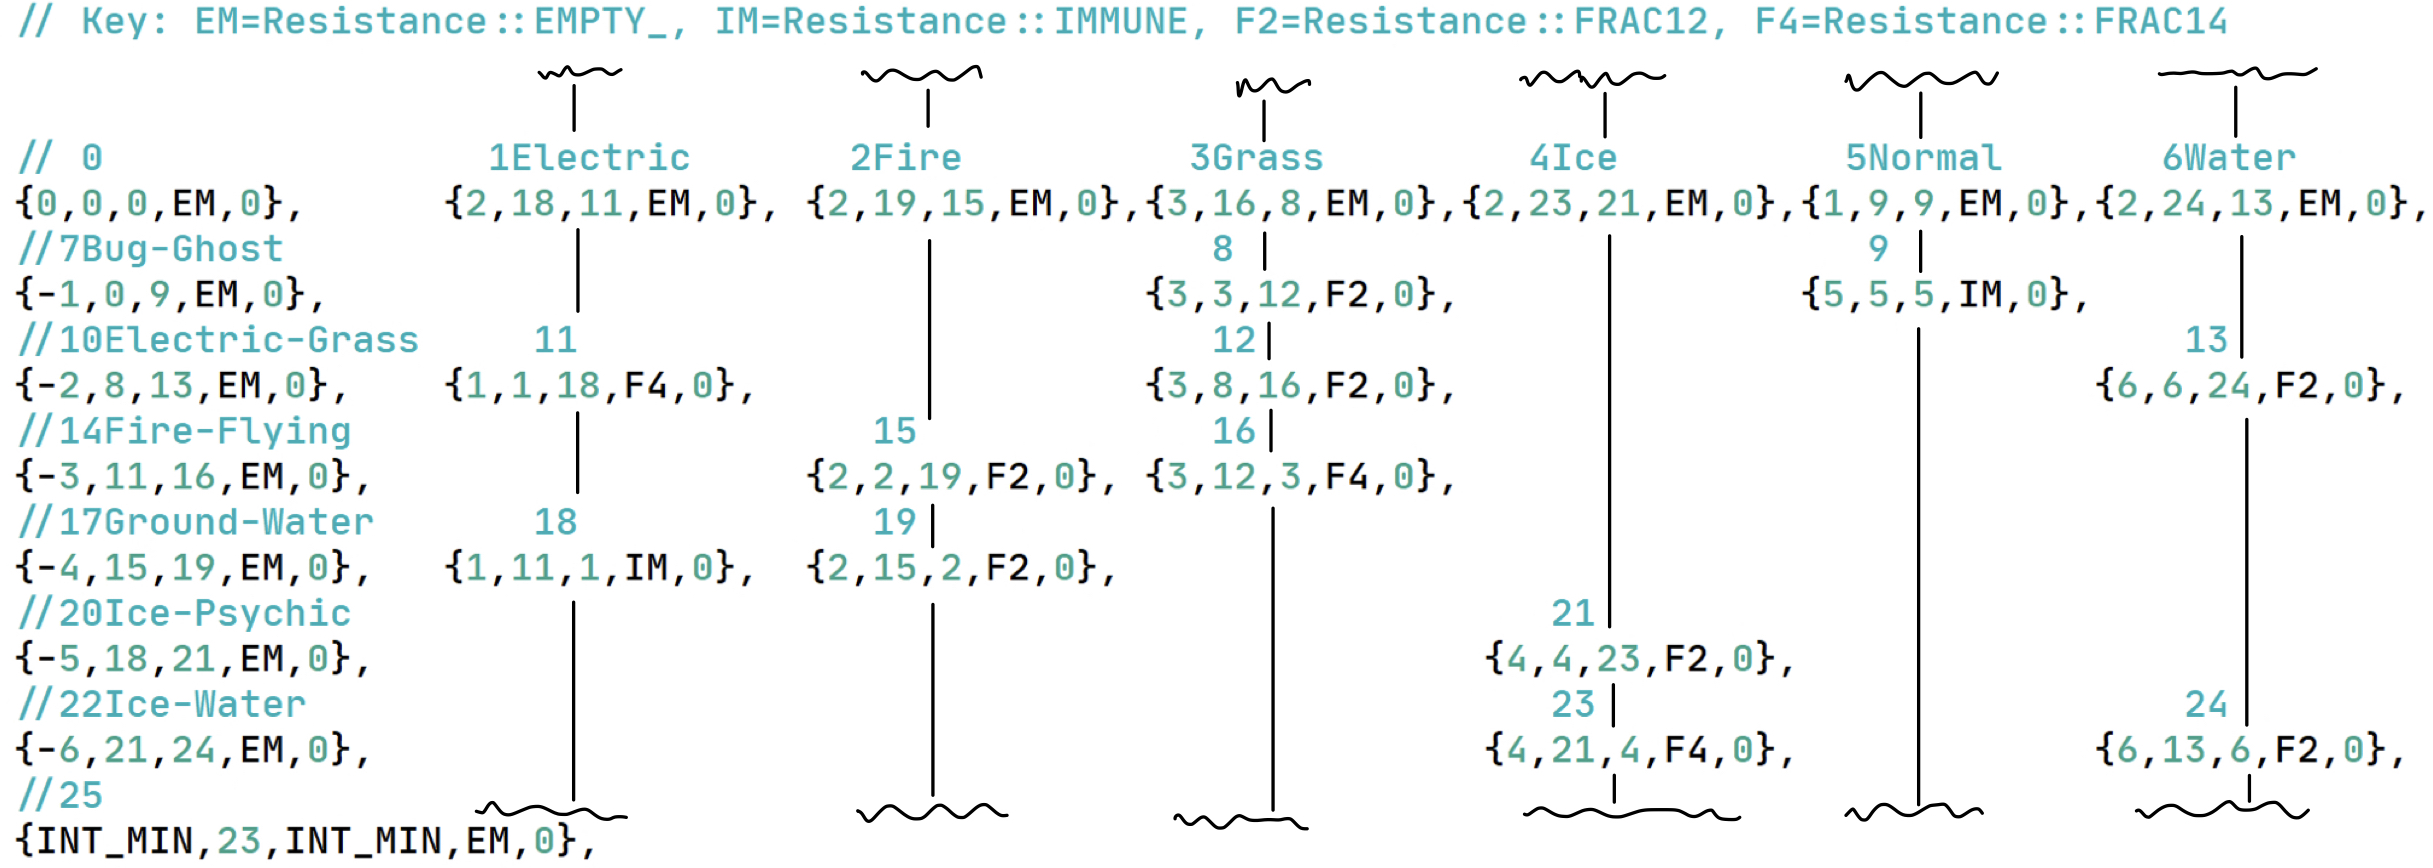 // Key: EM=Resistance::EMPTY_, IM=Resistance::IMMUNE, F2=Resistance::FRAC12, F4=Resistance::FRAC14
// 0 1Electric 2Fire 3Grass 4Ice 5Normal 6Water
{0,0,0,EM,0}, {2,18,11,EM,0}, {2,19,15,EM,0},{3,16,8,EM,0},{2,23,21,EM,0},{1,9,9,EM,0},{2,24,13,EM,0},
//7Bug-Ghost 8 9
{-1,0,9,EM,0}, {3,3,12,F2,0}, {5,5,5,IM,0},
//10Electric-Grass 11 12 13
{-2,8,13,EM,0}, {1,1,18,F4,0}, {3,8,16,F2,0}, {6,6,24,F2,0},
//14Fire-Flying 15 16
{-3,11,16,EM,0}, {2,2,19,F2,0}, {3,12,3,F4,0},
//17Ground-Water 18 19
{-4,15,19,EM,0}, {1,11,1,IM,0}, {2,15,2,F2,0},
//20Ice-Psychic 21
{-5,18,21,EM,0}, {4,4,23,F2,0},
//22Ice-Water 23 24
{-6,21,24,EM,0}, {4,21,4,F4,0}, {6,13,6,F2,0},
//25
{INT_MIN,23,INT_MIN,EM,0},